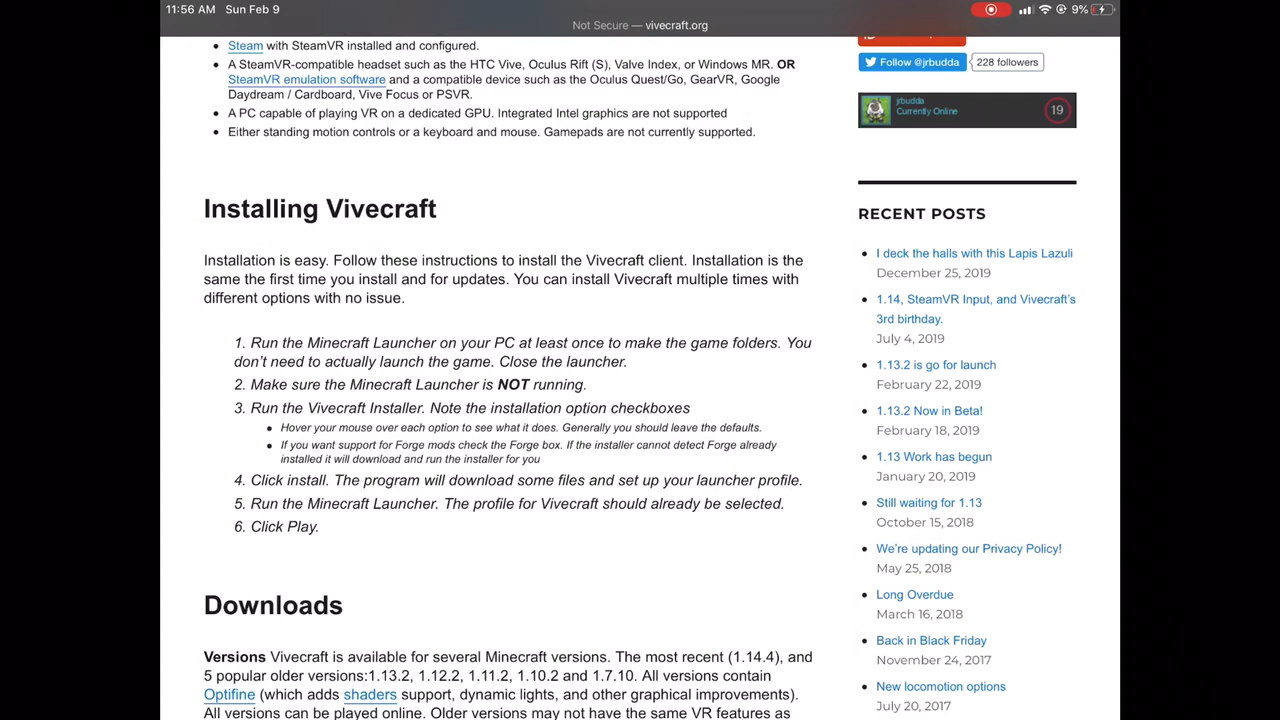 11:56 AM Sun Feb 9
9%
Not Secure — vivecraft.org
Steam with SteamVR installed and configured.
A SteamVR-compatible headset such as the HTC Vive, Oculus Rift (S), Valve Index, or Windows MR. OR
SteamVR emulation software and a compatible device such as the Oculus Quest/Go, GearVR, Google
Daydream / Cardboard, Vive Focus or PSVR.
A PC capable of playing VR on a dedicated GPU. Integrated Intel graphics are not supported
Either standing motion controls or a keyboard and mouse. Gamepads are not currently supported.
Installing Vivecraft
Installation is easy. Follow these instructions to install the Vivecraft client. Installation is the
same the first time you install and for updates. You can install Vivecraft multiple times with
different options with no issue.
1. Run the Minecraft Launcher on your PC at least once to make the game folders. You
don't need to actually launch the game. Close the launcher.
2. Make sure the Minecraft Launcher is NOT running.
3. Run the Vivecraft Installer. Note the installation option checkboxes
Hover your mouse over each option to see what it does. Generally you should leave the defaults.
If you want support for Forge mods check the Forge box. If the installer cannot detect Forge already
installed it will download and run the installer for you
4. Click install. The program will download some files and set up your launcher profile.
5. Run the Minecraft Launcher. The profile for Vivecraft should already be selected.
6. Click Play.
Downloads
Versions Vivecraft is available for several Minecraft versions. The most recent (1.14.4), and
5 popular older versions:1.13.2, 1.12.2, 1.11.2, 1.10.2 and 1.7.10. All versions contain
Optifine (which adds shaders support, dynamic lights, and other graphical improvements).
All versions can be played online. Older versions may not have the same VR features as
Follow @jrbudda
228 followers
jrbudda
Currently Online
19
RECENT POSTS
I deck the halls with this Lapis Lazuli
December 25, 2019
1.14, SteamVR Input, and Vivecraft's
3rd birthday.
July 4, 2019
1.13.2 is go for launch
February 22, 2019
1.13.2 Now in Beta!
February 18, 2019
1.13 Work has begun
January 20, 2019
Still waiting for 1.13
October 15, 2018
We're updating our Privacy Policy!
May 25, 2018
Long Overdue
March 16, 2018
Back in Black Friday
November 24, 2017
New locomotion options
July 20, 2017